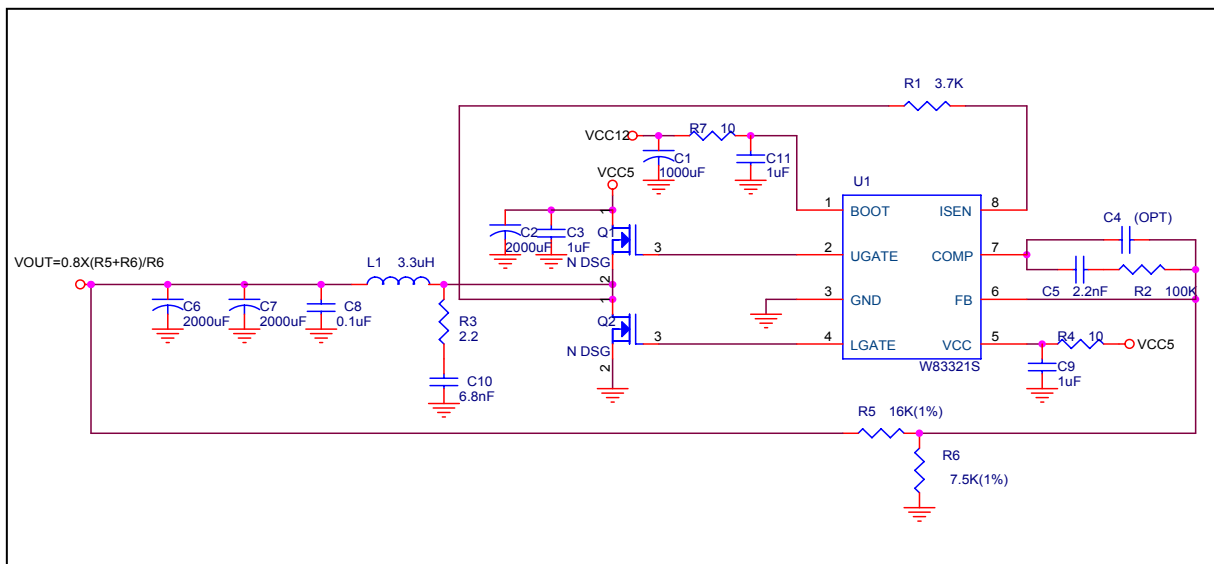 R1 3.7K
VCC12
R7 10
C1
1000uF
C11
1uF
VCC5
U1
1
BOOT
ISEN
8
C4 (OPT)
1
C2
2000uF
C3
1uF
Q1
N DSG
3
2
2
UGATE
COMP
7
C5 2.2nF
R2 100K
VOUT=0.8X(R5+R6)/R6
L1 3.3uH
C6
2000uF
C7
2000uF
C8
0.1uF
R3
2.2
C10
6.8nF
1
Q2
N DSG
3
2
3
GND
FB
6
4
LGATE
VCC
5
R4 10
VCC5
C9
1uF
W83321S
R5 16K(1%)
R6
7.5K(1%)